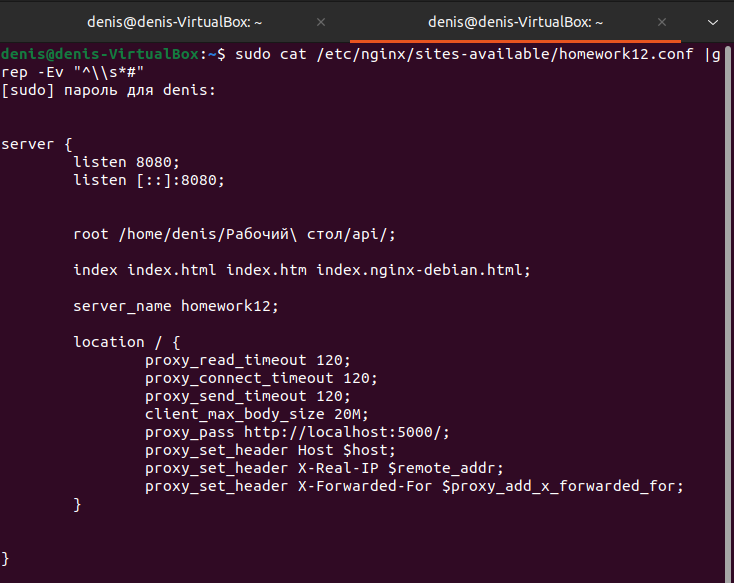 denis@denis-VirtualBox: ~ × denis@denis-VirtualBox: ~ ×
denis@denis-VirtualBox:~$ sudo cat /etc/nginx/sites-available/homework12.conf |g
rep -Ev "^\\s*#"
[sudo] пароль для denis:
server {
        listen 8080;
        listen [::]:8080;
        root /home/denis/Рабочий\ стол/api/;
        index index.html index.htm index.nginx-debian.html;
        server_name homework12;
        location / {
                proxy_read_timeout 120;
                proxy_connect_timeout 120;
                proxy_send_timeout 120;
                client_max_body_size 20M;
                proxy_pass http://localhost:5000/;
                proxy_set_header Host $host;
                proxy_set_header X-Real-IP $remote_addr;
                proxy_set_header X-Forwarded-For $proxy_add_x_forwarded_for;
        }
}